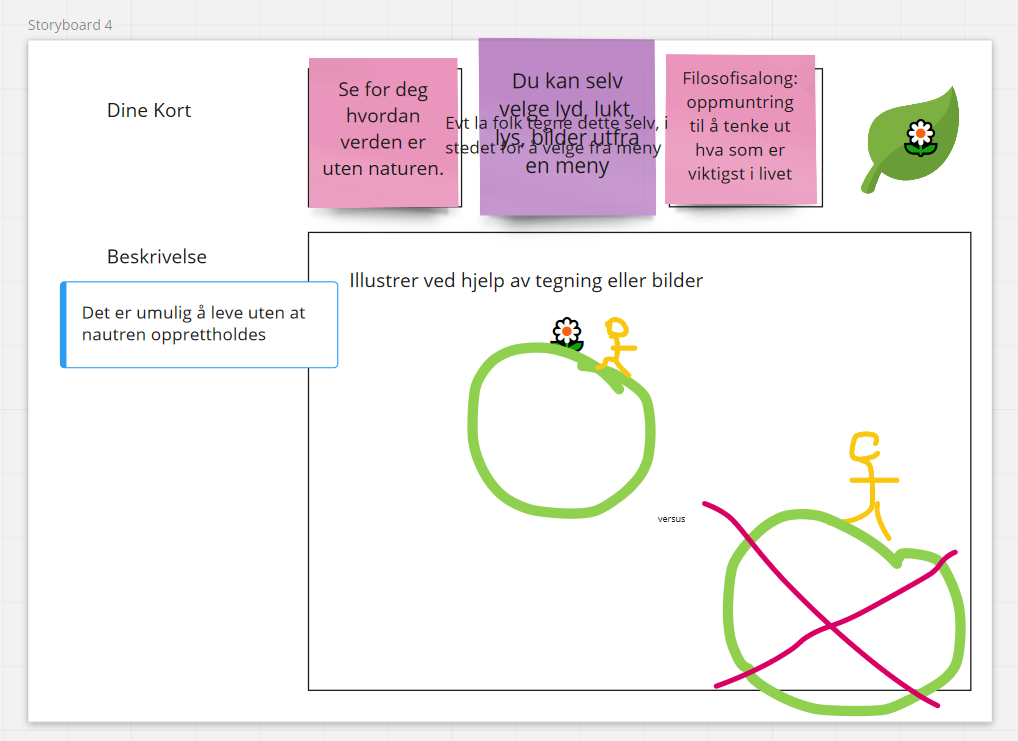 Storyboard 4
Dine Kort
Se for deg
hvordan
verden er
uten naturen.
Du kan selv
velge lyd, lukt,
lys, bilder utfra
en meny
Evt la folk tegne dette selv, i
stedet for å velge fra meny
Filosofisalong:
oppmuntring
til å tenke ut
hva som er
viktigst i livet
Beskrivelse
Det er umulig å leve uten at
nautren opprettholdes
Illustrer ved hjelp av tegning eller bilder
versus